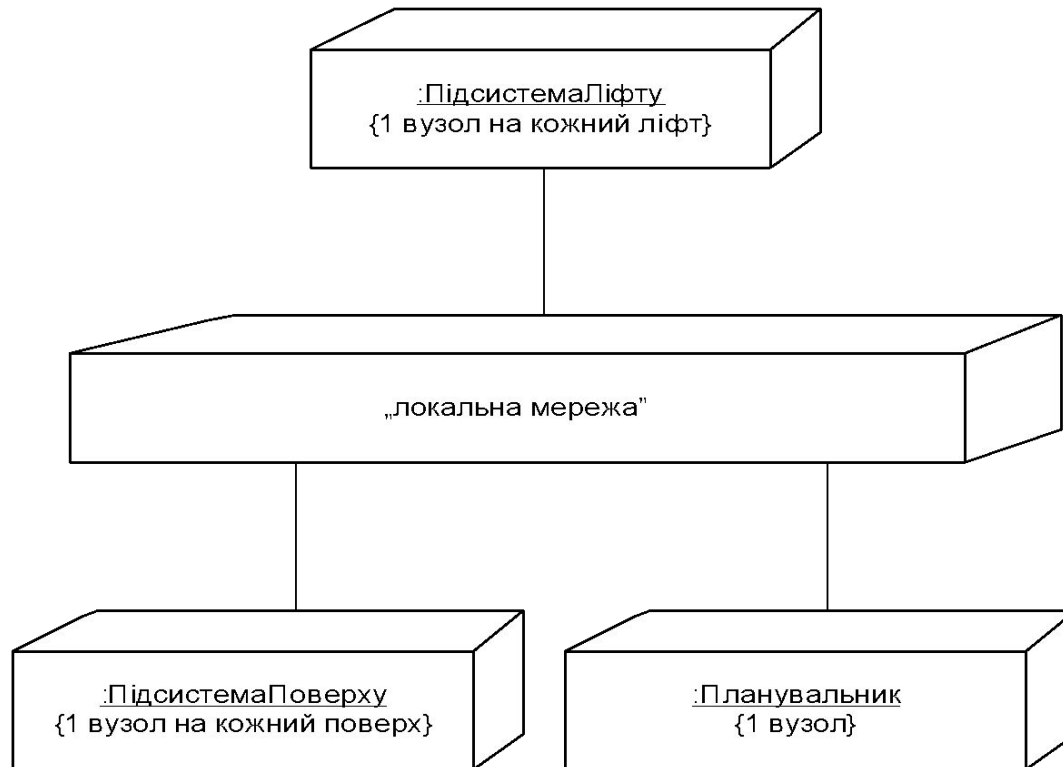 :ПідсистемаЛіфту
{1 вузол на кожний ліфт}
„локальна мережа”
:ПідсистемаПоверху
{1 вузол на кожний поверх}
:Планувальник
{1 вузол}